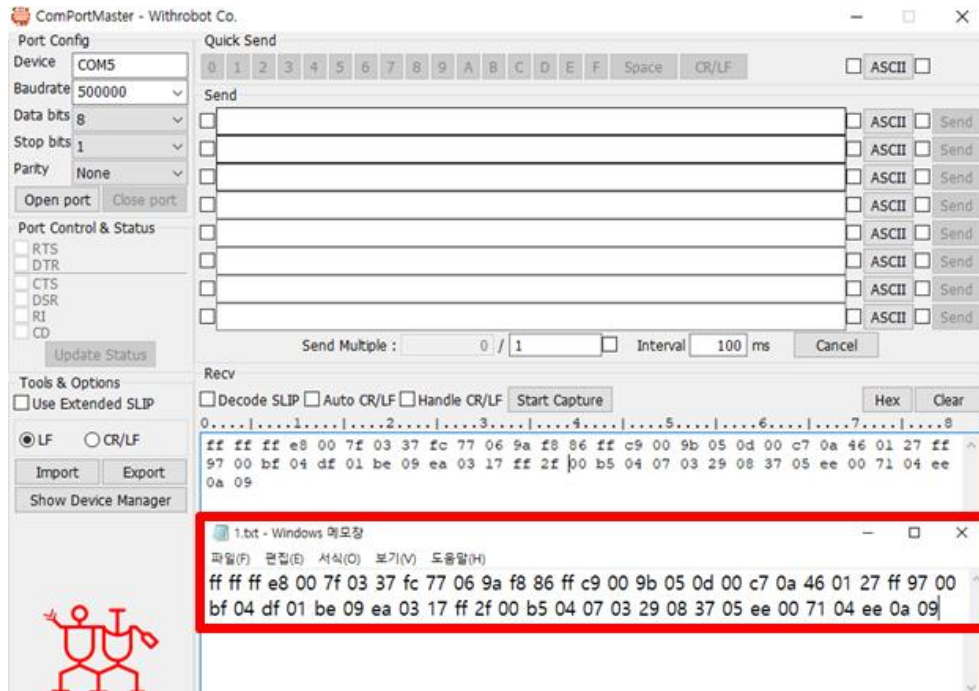 ComPortMaster - Withrobot Co.
Port Config
Device COM5
Baudrate 500000
Data bits 8
Stop bits 1
Parity None
Open port Close port
Port Control & Status
RTS
DTR
CTS
DSR
RI
CD
Update Status
Tools & Options
Use Extended SLIP
LF CR/LF
Import Export
Show Device Manager
Quick Send
0 1 2 3 4 5 6 7 8 9 A B C D E F Space CR/LF ASCII
Send
ASCII Send
ASCII Send
ASCII Send
ASCII Send
ASCII Send
ASCII Send
ASCII Send
ASCII Send
Send Multiple : 0 / 1 Interval 100 ms Cancel
Recv
Decode SLIP Auto CR/LF Handle CR/LF Start Capture Hex Clear
0....|....1....|....2....|....3....|....4....|....5....|....6....|....7....|....8
ff ff ff e8 00 7f 03 37 fc 77 06 9a f8 86 ff c9 00 9b 05 0d 00 c7 0a 46 01 27 ff
97 00 bf 04 df 01 be 09 ea 03 17 ff 2f 00 b5 04 07 03 29 08 37 05 ee 00 71 04 ee
0a 09
1.txt - Windows 메모장
파일(F) 편집(E) 서식(O) 보기(V) 도움말(H)
ff ff ff e8 00 7f 03 37 fc 77 06 9a f8 86 ff c9 00 9b 05 0d 00 c7 0a 46 01 27 ff 97 00
bf 04 df 01 be 09 ea 03 17 ff 2f 00 b5 04 07 03 29 08 37 05 ee 00 71 04 ee 0a 09